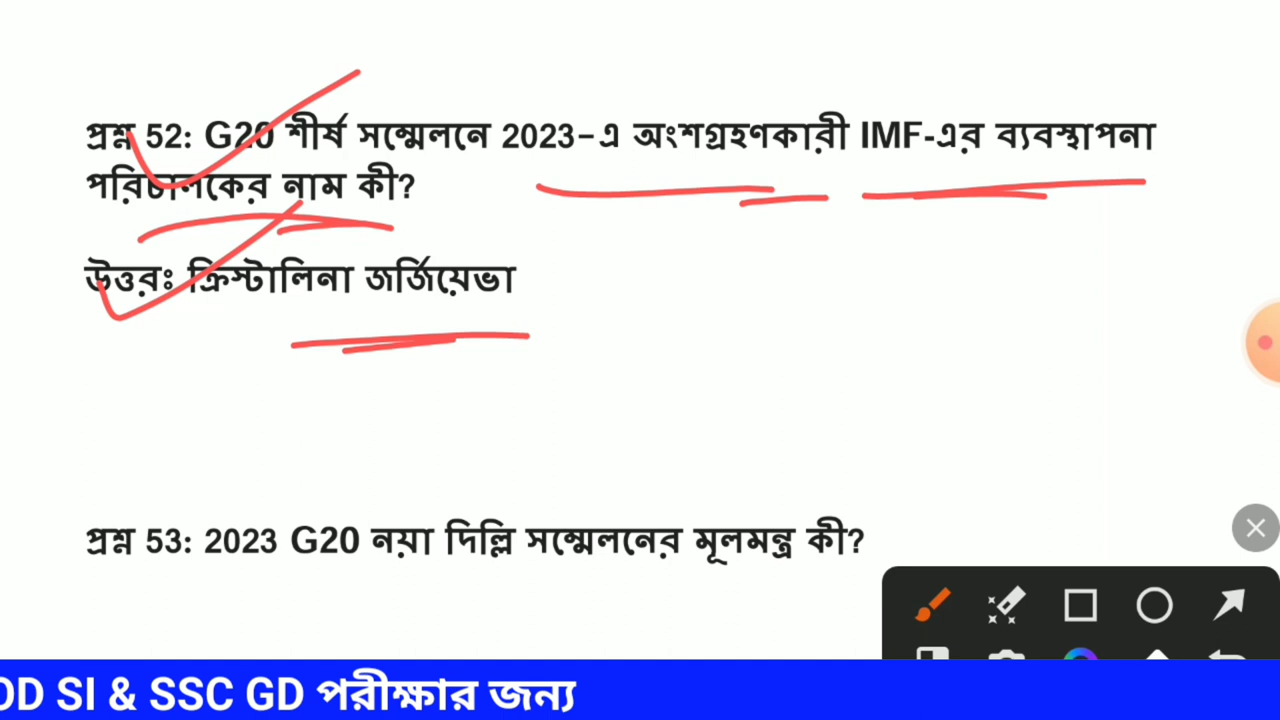 প্রশ্ন 52: G20 শীর্ষ সম্মেলনে 2023-এ অংশগ্রহণকারী IMF-এর ব্যবস্থাপনা
পরিচালকের নাম কী?
উত্তরঃ ক্রিস্টালিনা জর্জিয়েভা
প্রশ্ন 53: 2023 G20 নয়া দিল্লি সম্মেলনের মূলমন্ত্র কী?
OD SI & SSC GD পরীক্ষার জন্য